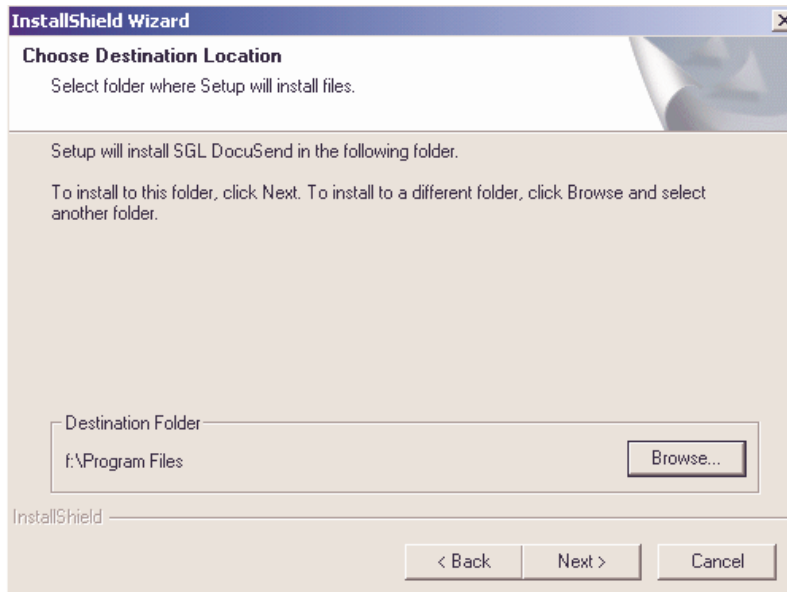 InstallShield Wizard
Choose Destination Location
Select folder where Setup will install files.
Setup will install SGL DocuSend in the following folder.
To install to this folder, click Next. To install to a different folder, click Browse and select
another folder.
Destination Folder
f:\Program Files
Browse...
InstallShield
< Back
Next >
Cancel